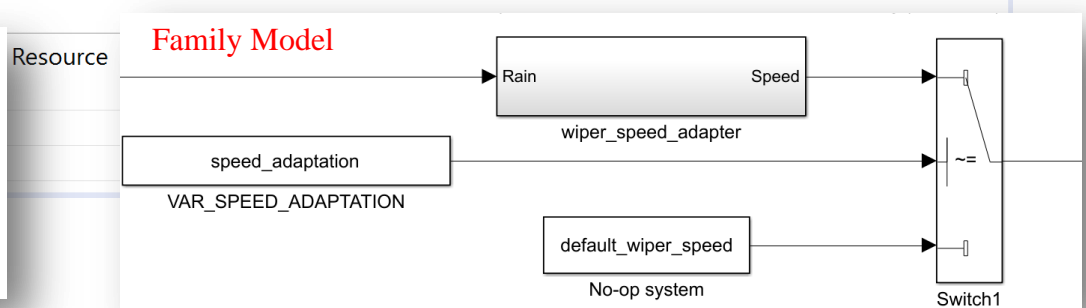 Family Model
Resource
Rain
Speed
wiper_speed_adapter
speed_adaptation
~=
VAR_SPEED_ADAPTATION
default_wiper_speed
No-op system
Switch1